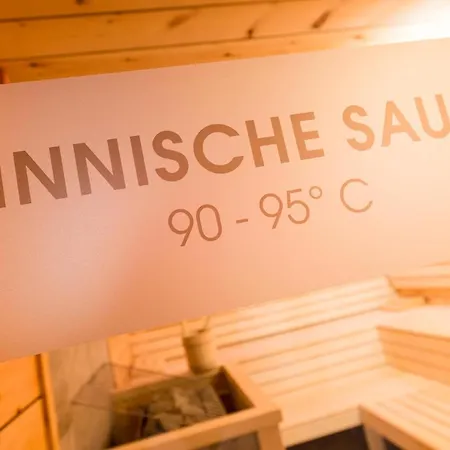 INNISCHE SAU
90 - 95° C